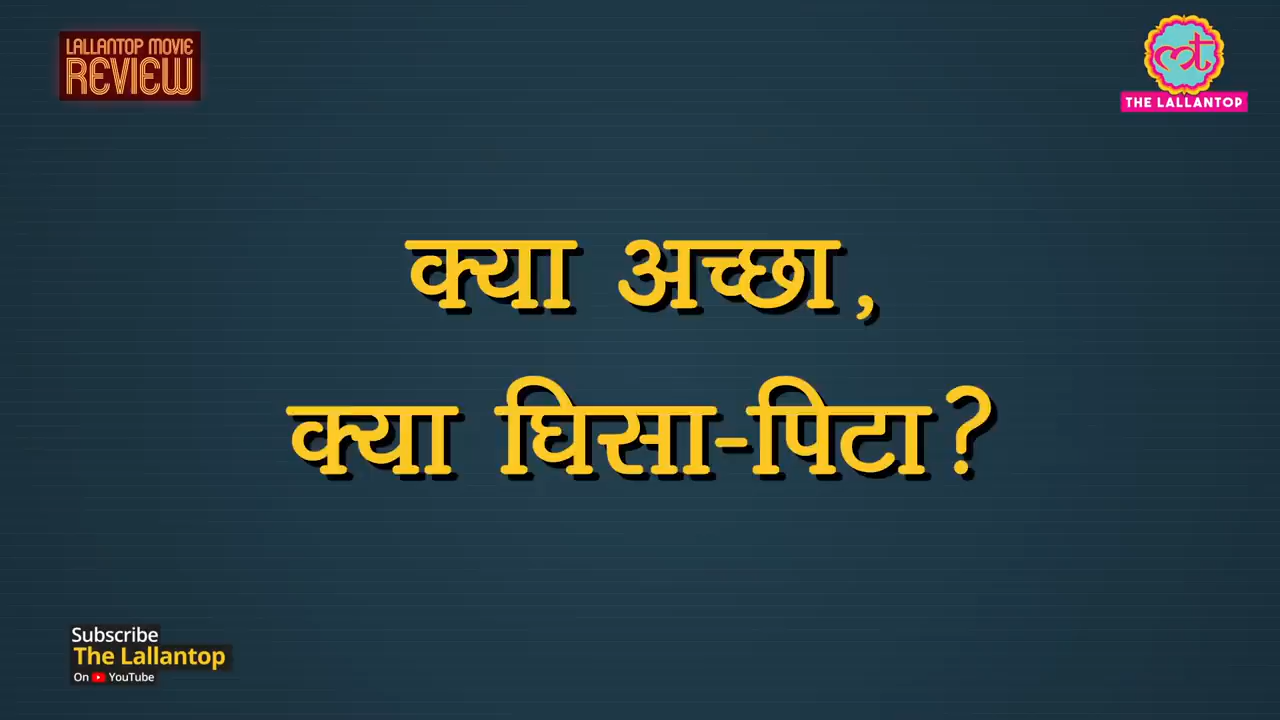 LALLANTOP MOVIE
REVIEW
THE LALLANTOP
क्या अच्छा,
क्या घिसा-पिटा?
Subscribe
The Lallantop
On YouTube